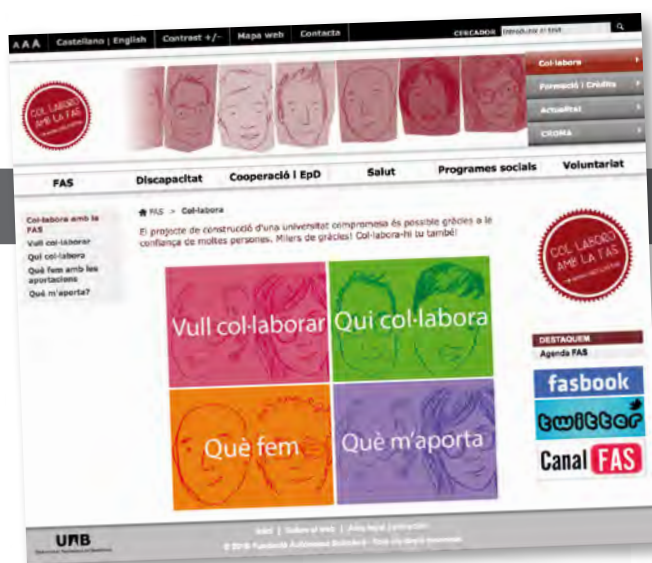 A A A Castellano | English Contrast +/- Mapa web Contacta CERCADOR
COL·LABORO
AMB LA FAS
Col·labora
Formació i Crèdits
Actualitat
CROMA
FAS Discapacitat Cooperació i EpD Salut Programes socials Voluntariat
Col·labora amb la
FAS
Vull col·laborar
Qui col·labora
Què fem amb les
aportacions
Què m'aporta?
FAS > Col·labora
El projecte de construcció d'una universitat compromesa és possible gràcies a la
confiança de moltes persones. Milers de gràcies! Col·labora-hi tu també!
Vull col·laborar
Qui col·labora
Què fem
Què m'aporta
COL·LABORO
AMB LA FAS
DESTAQUEM
Agenda FAS
fasbook
twitter
Canal FAS
UAB